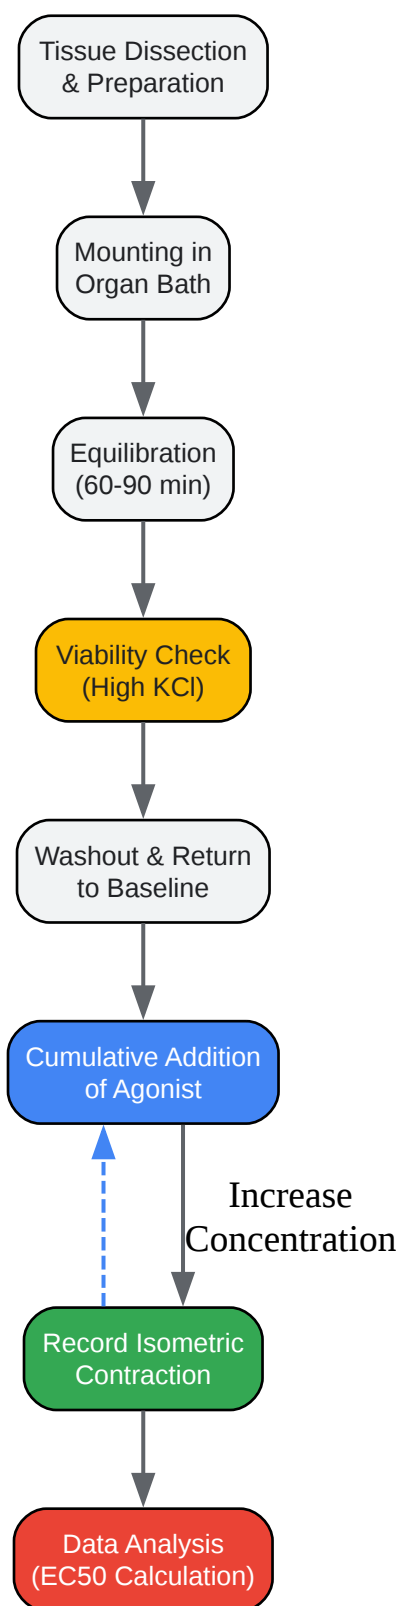 Tissue Dissection
& Preparation
Mounting in
Organ Bath
Equilibration
(60-90 min)
Viability Check
(High KCl)
Washout & Return
to Baseline
Cumulative Addition
of Agonist
Increase
Concentration
Record Isometric
Contraction
Data Analysis
(EC50 Calculation)